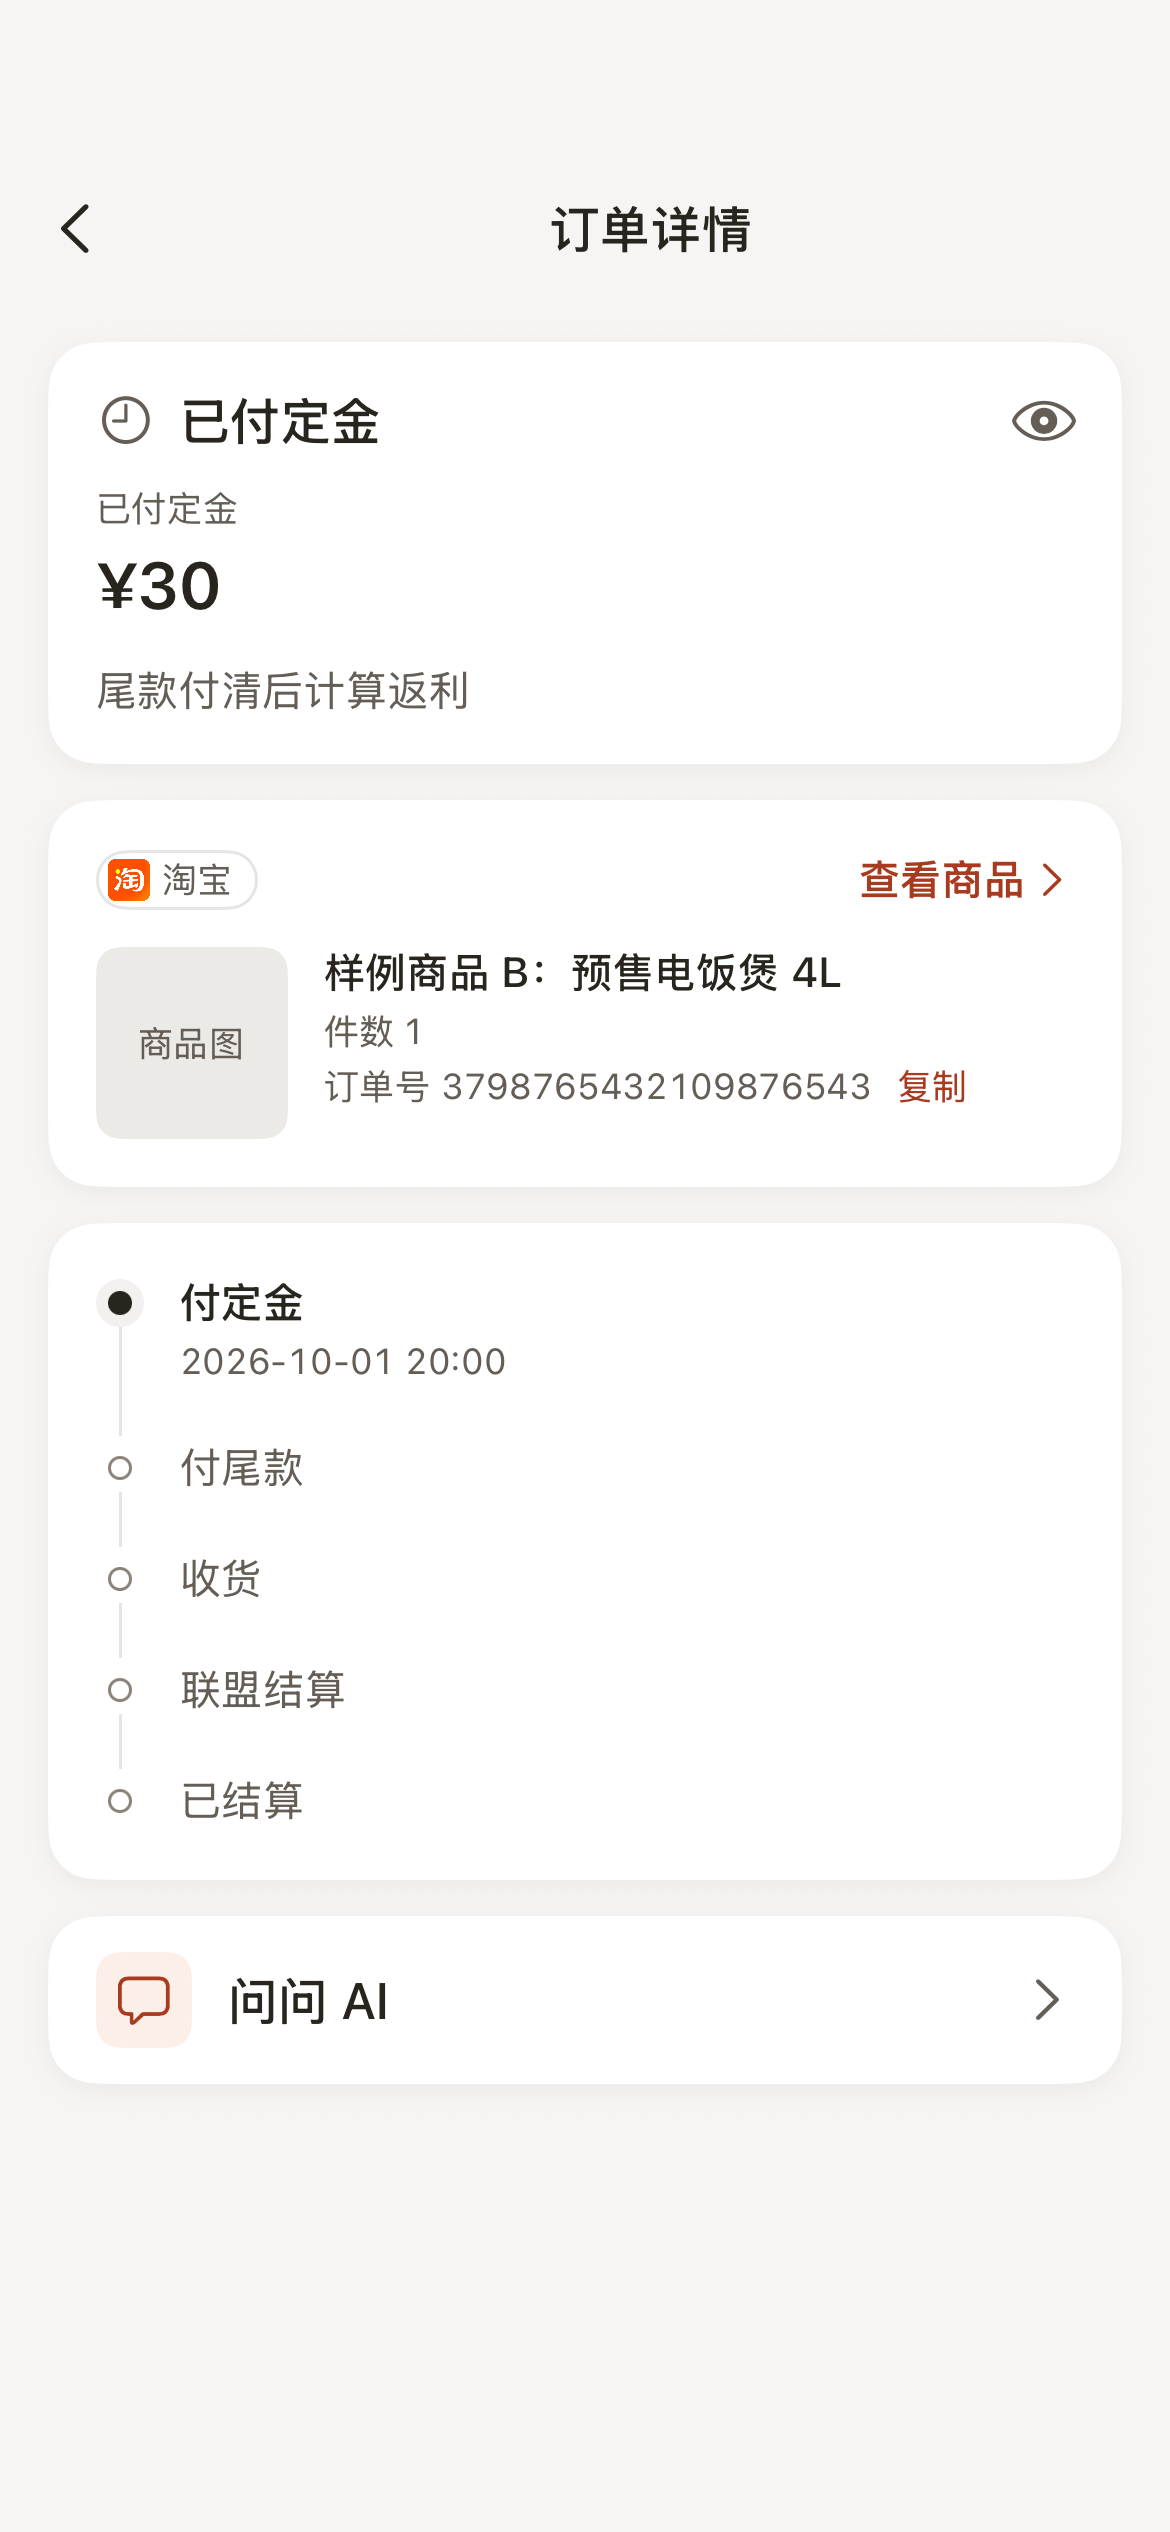 订单详情
已付定金
已付定金
¥30
尾款付清后计算返利
淘 淘宝
查看商品
商品图
样例商品 B：预售电饭煲 4L
件数 1
订单号 3798765432109876543 复制
付定金
2026-10-01 20:00
付尾款
收货
联盟结算
已结算
问问 AI